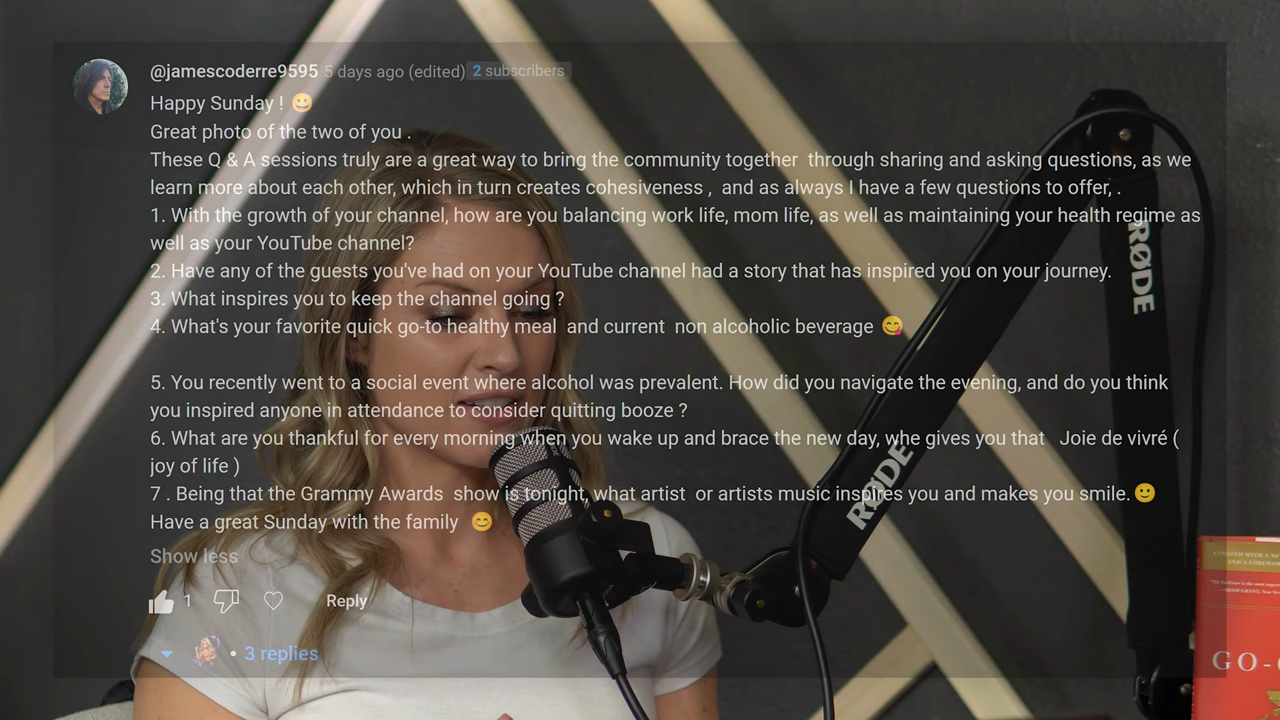 @jamescoderre9595 5 days ago (edited) 2 subscribers
Happy Sunday ! 😀
Great photo of the two of you .
These Q & A sessions truly are a great way to bring the community together  through sharing and asking questions, as we
learn more about each other, which in turn creates cohesiveness ,  and as always I have a few questions to offer, .
1. With the growth of your channel, how are you balancing work life, mom life, as well as maintaining your health regime as
well as your YouTube channel?
2. Have any of the guests you've had on your YouTube channel had a story that has inspired you on your journey.
3. What inspires you to keep the channel going ?
4. What's your favorite quick go-to healthy meal  and current  non alcoholic beverage 😋
5. You recently went to a social event where alcohol was prevalent. How did you navigate the evening, and do you think
you inspired anyone in attendance to consider quitting booze ?
6. What are you thankful for every morning when you wake up and brace the new day, whe gives you that   Joie de vivré (
joy of life )
7 . Being that the Grammy Awards  show is tonight, what artist  or artists music inspires you and makes you smile.🙂
Have a great Sunday with the family  😊
Show less
1 Reply
• 3 replies
RØDE
RØDE
GO-